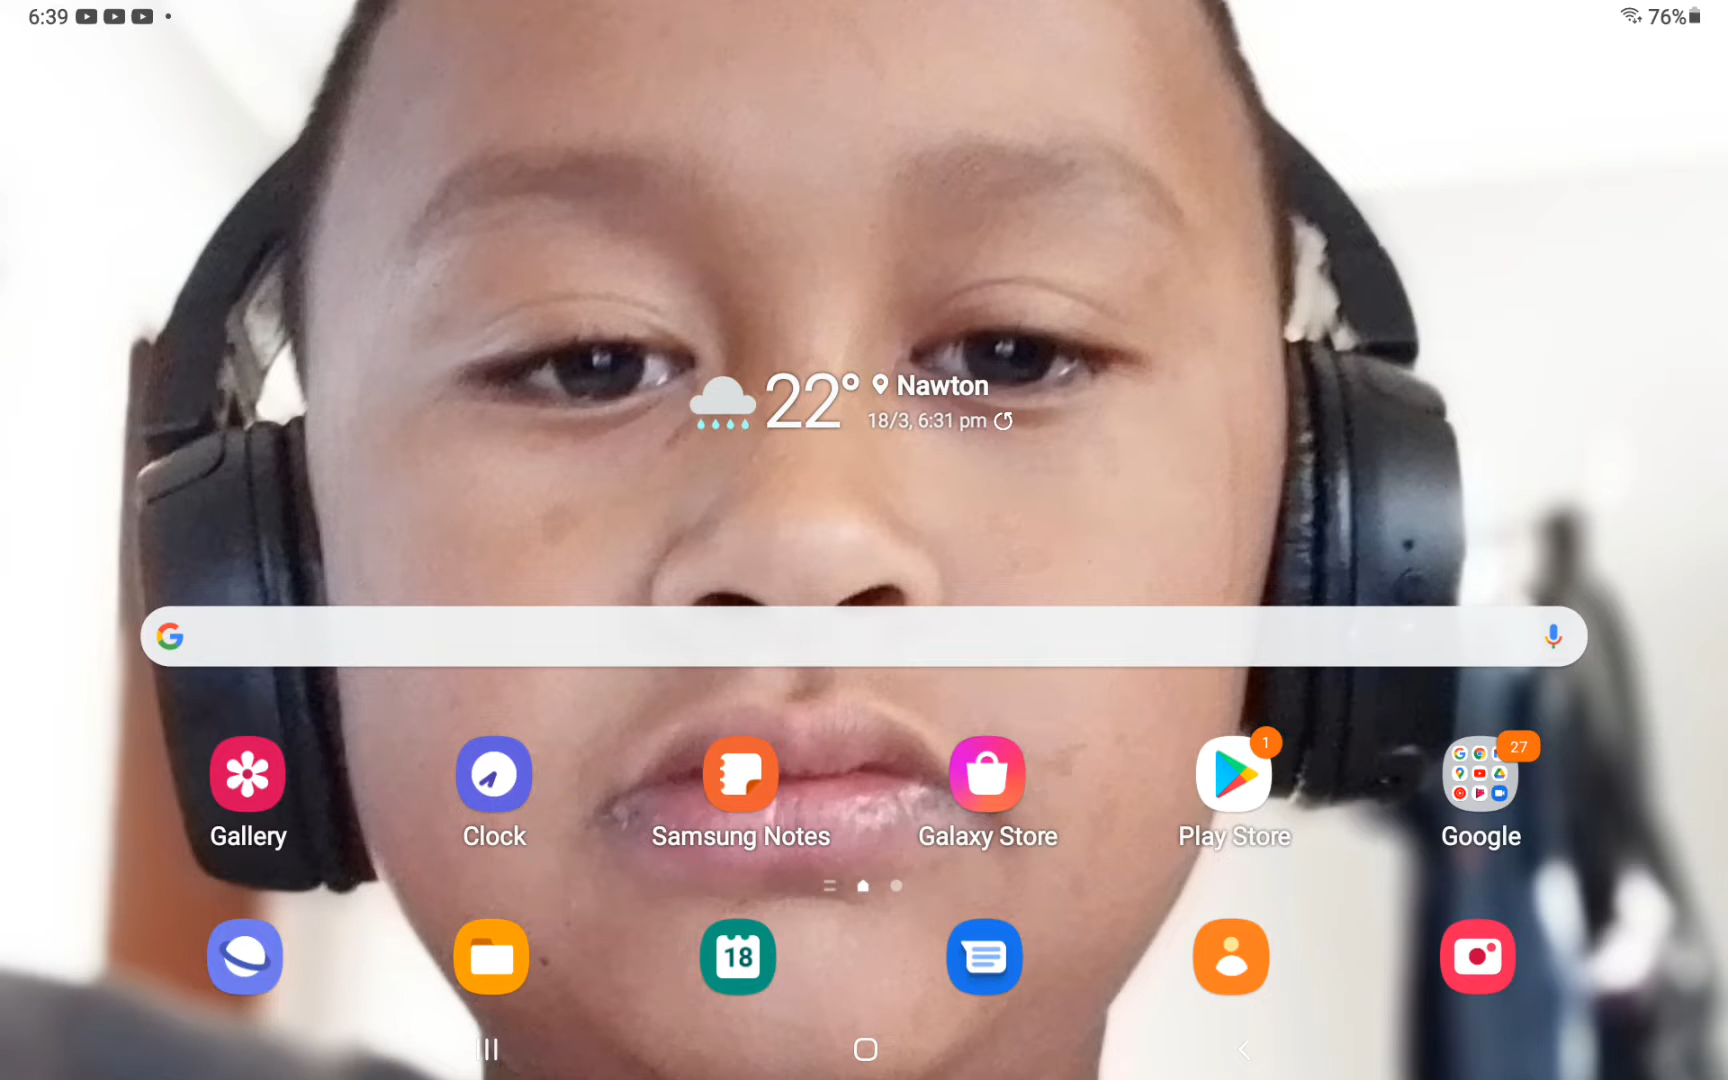 6:39
76%
22° Nawton
18/3, 6:31 pm
1
27
Gallery Clock Samsung Notes Galaxy Store Play Store Google
18